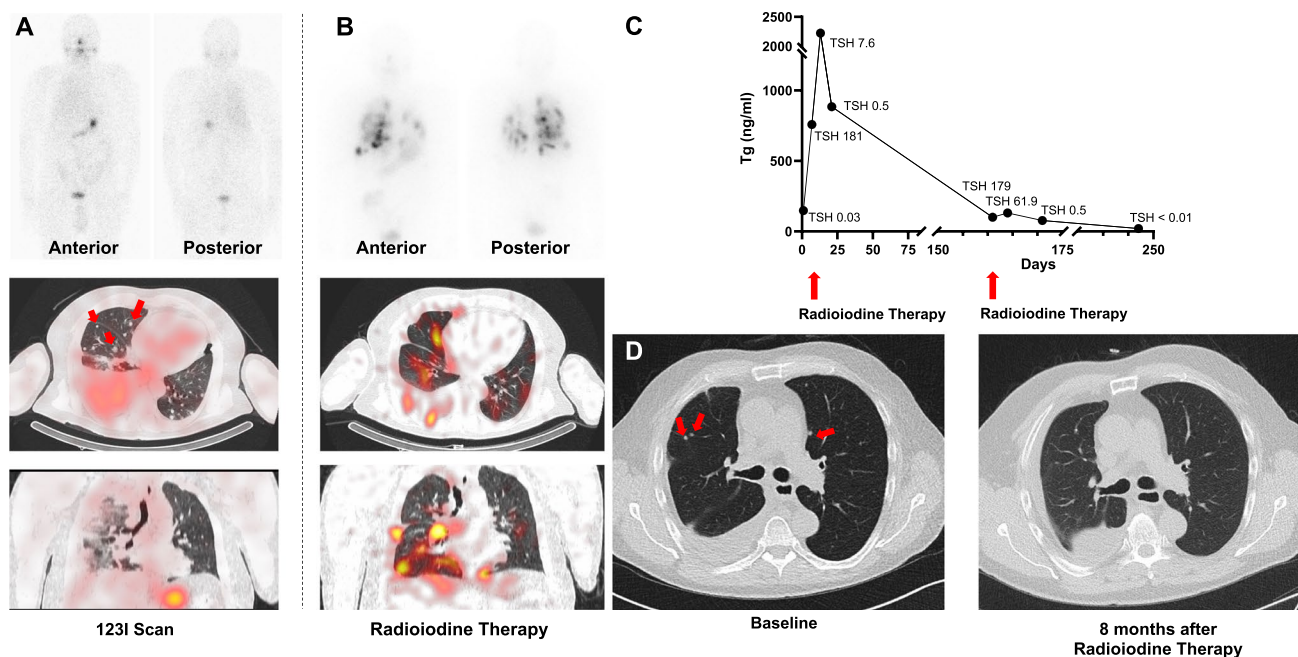 A
B
C
D
Anterior
Posterior
Anterior
Posterior
123I Scan
Radioiodine Therapy
Tg (ng/ml)
2500
2000
1000
500
0
TSH 7.6
TSH 0.5
TSH 181
TSH 0.03
TSH 179
TSH 61.9
TSH 0.5
TSH < 0.01
0
25
50
75
150
175
250
Days
Radioiodine Therapy
Radioiodine Therapy
Baseline
8 months after
Radioiodine Therapy